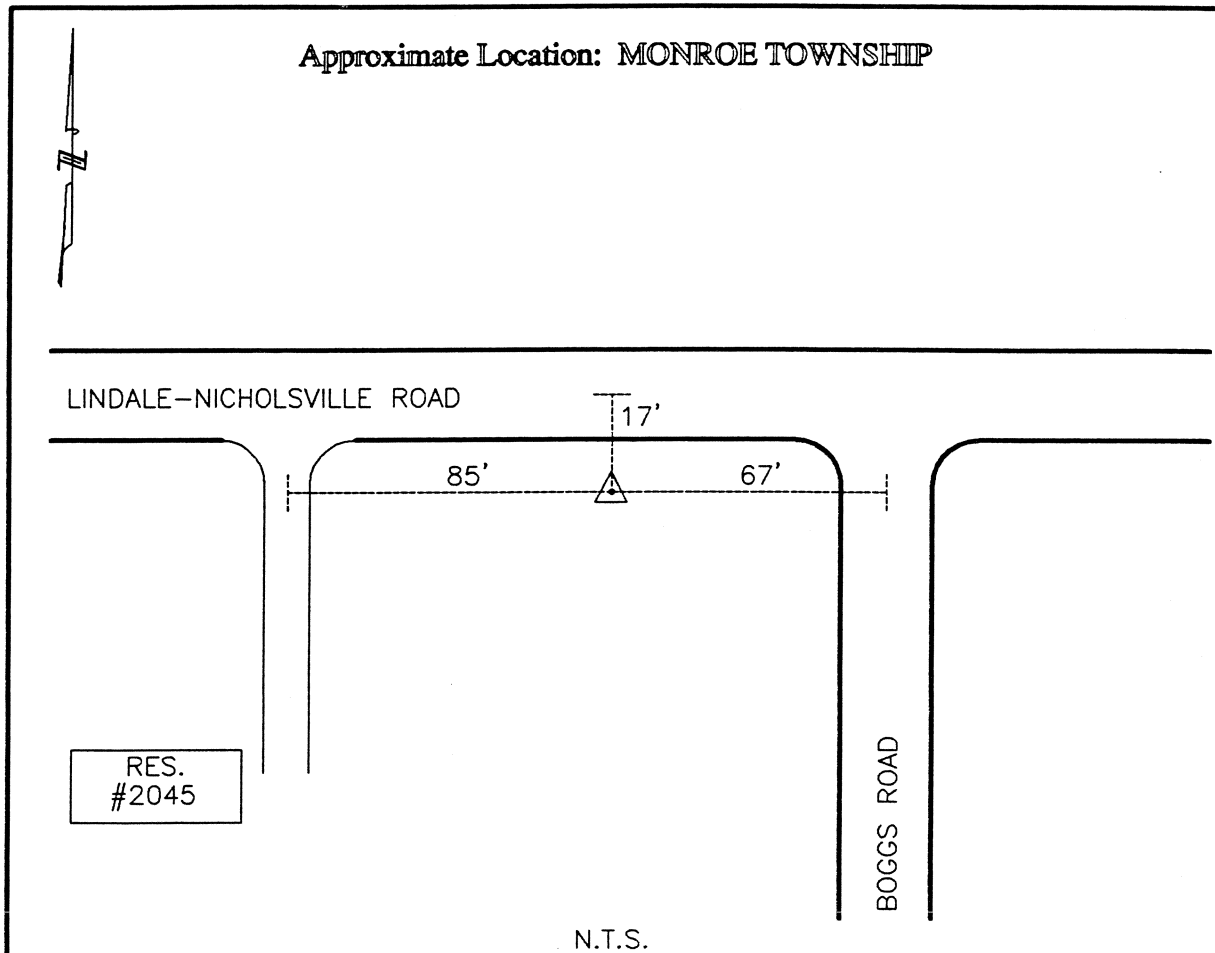 Approximate Location: MONROE TOWNSHIP
N
LINDALE-NICHOLSVILLE ROAD
17'
85'
67'
RES.
#2045
BOGGS ROAD
N.T.S.